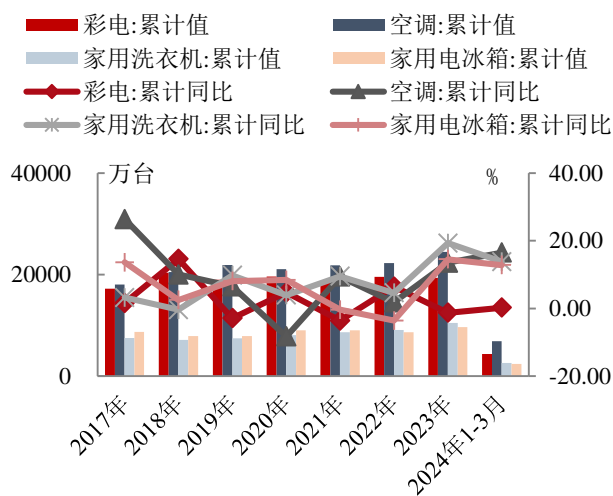 彩电:累计值 空调:累计值
家用洗衣机:累计值 家用电冰箱:累计值
彩电:累计同比 空调:累计同比
家用洗衣机:累计同比 家用电冰箱:累计同比
40000 万台 % 40.00
20.00
20000
0.00
0 -20.00
2017年 2018年 2019年 2020年 2021年 2022年 2023年 2024年1-3月